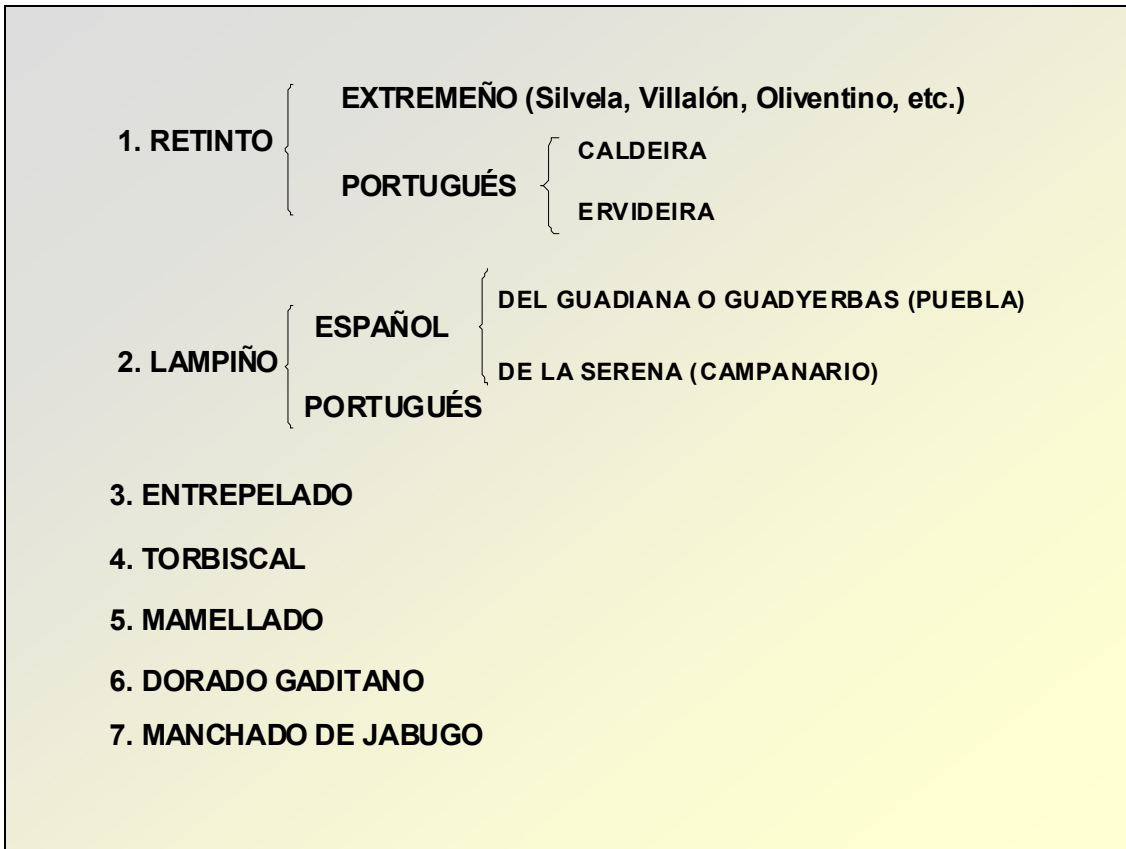 EXTREMEÑO (Silvela, Villalón, Oliventino, etc.)
1. RETINTO
CALDEIRA
PORTUGUÉS
ERVIDEIRA
DEL GUADIANA O GUADYERBAS (PUEBLA)
ESPAÑOL
2. LAMPIÑO
DE LA SERENA (CAMPANARIO)
PORTUGUÉS
3. ENTREPELADO
4. TORBISCAL
5. MAMELLADO
6. DORADO GADITANO
7. MANCHADO DE JABUGO